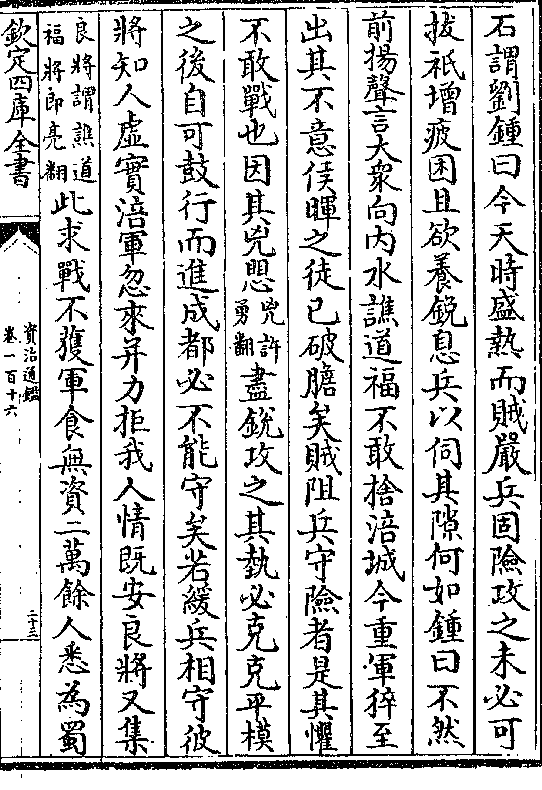 石謂劉鍾曰今天時盛熱而賊嚴兵固險攻之未必可
拔祇增疲困且欲養銳息兵以伺其隙何如鍾曰不然
前揚聲言大衆向内水譙道福不敢捨涪城今重軍猝至
出其不意侯暉之徒已破膽矣賊阻兵守險者是其懼
不敢戰也因其兇懼兇許勇翻盡銳攻之其埶必克克平模
之後自可鼓行而進成都必不能守矣若緩兵相守彼
將知人虛實涪軍忽來并力拒我人情既安良將又集
良將謂譙道福將即亮翻此求戰不獲軍食無資二萬餘人悉為蜀
欽定四庫全書
資治通鑑
卷一百十六
二十三